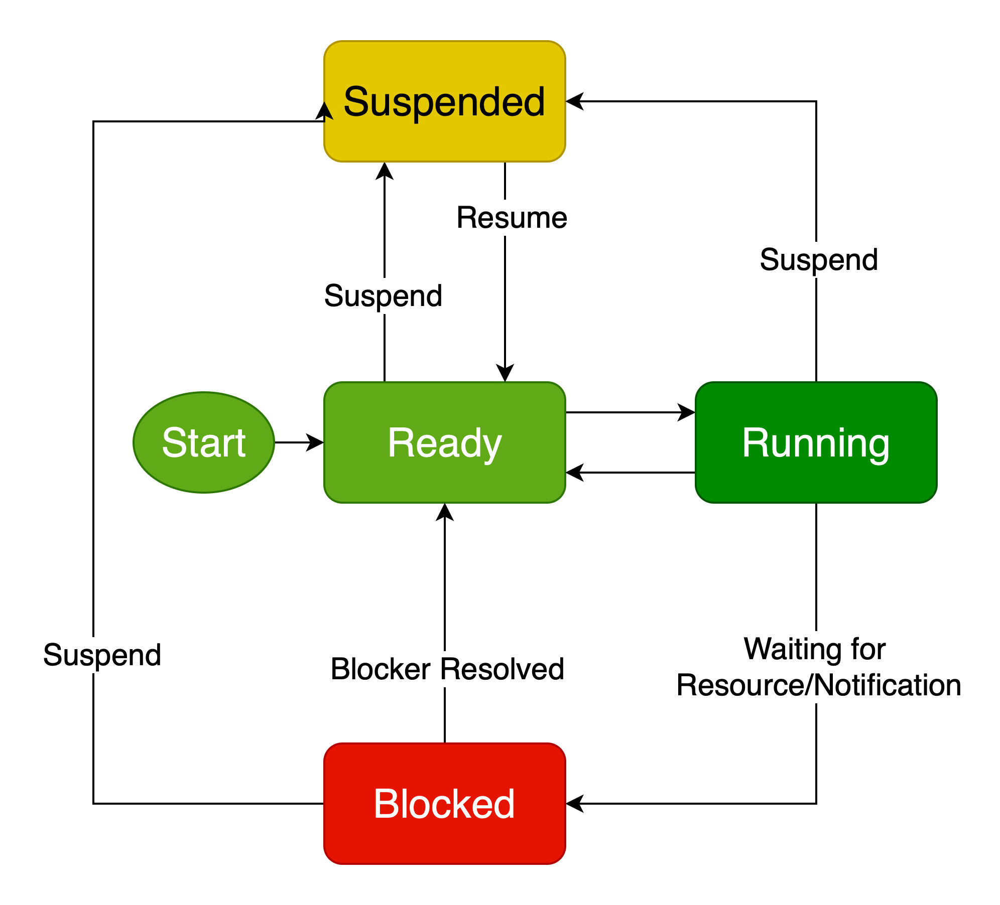 Suspended
Resume
Suspend
Suspend
Start
Ready
Running
Suspend
Blocker Resolved
Waiting for
Resource/Notification
Blocked